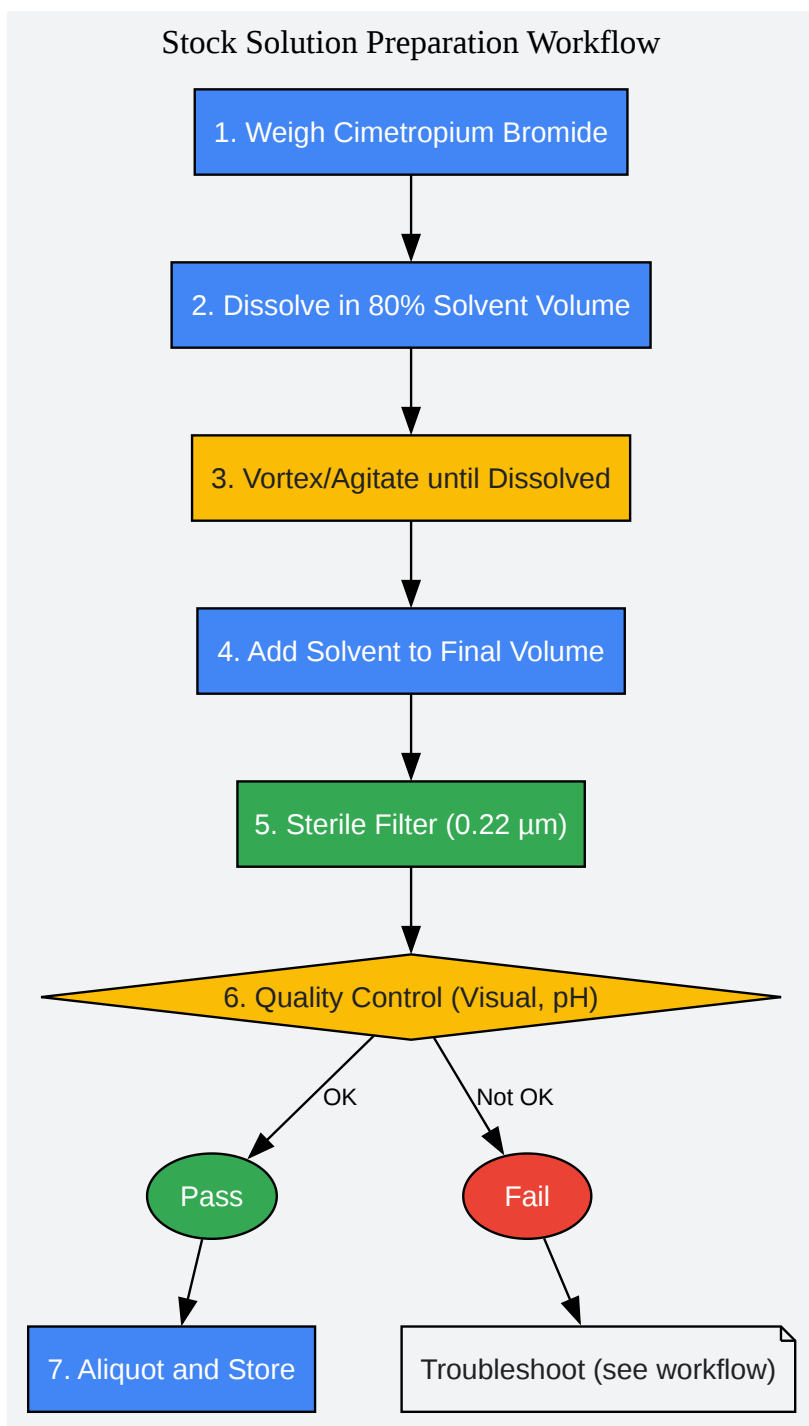 Stock Solution Preparation Workflow
1. Weigh Cimetropium Bromide
2. Dissolve in 80% Solvent Volume
3. Vortex/Agitate until Dissolved
4. Add Solvent to Final Volume
5. Sterile Filter (0.22 µm)
6. Quality Control (Visual, pH)
OK
Not OK
Pass
Fail
7. Aliquot and Store
Troubleshoot (see workflow)